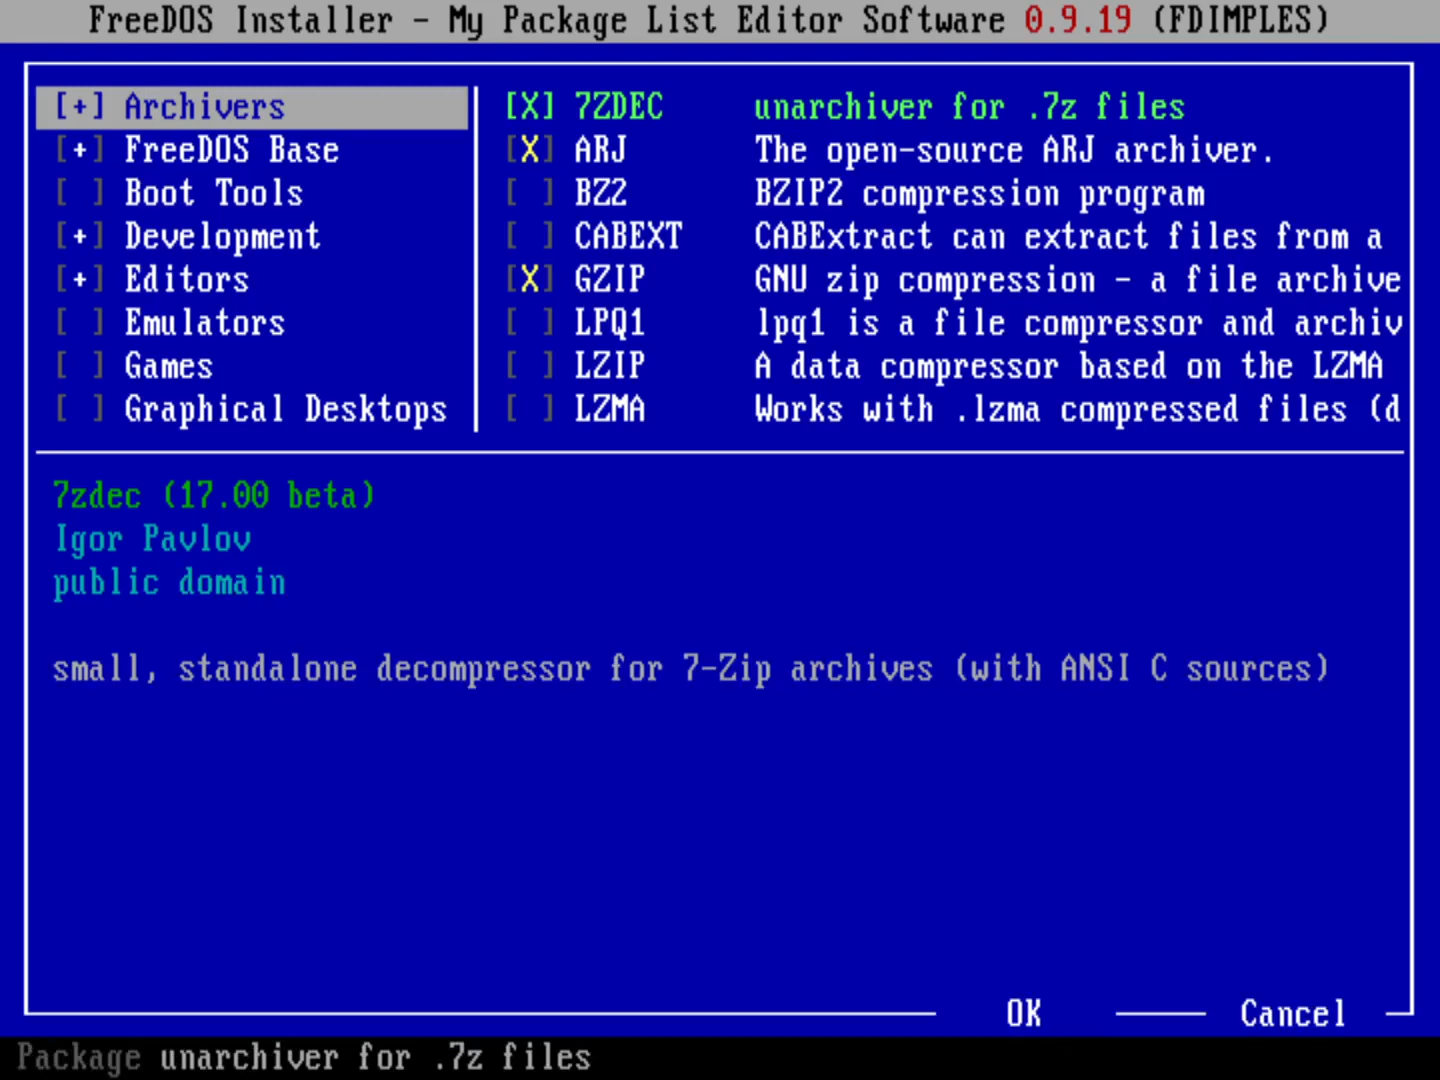 FreeDOS Installer - My Package List Editor Software 0.9.19 (FDIMPLES)
[+] Archivers
[+] FreeDOS Base
[ ] Boot Tools
[+] Development
[+] Editors
[ ] Emulators
[ ] Games
[ ] Graphical Desktops
[X] 7ZDEC unarchiver for .7z files
[X] ARJ The open-source ARJ archiver.
[ ] BZ2 BZIP2 compression program
[ ] CABEXT CABExtract can extract files from a
[X] GZIP GNU zip compression - a file archive
[ ] LPQ1 lpq1 is a file compressor and archiv
[ ] LZIP A data compressor based on the LZMA
[ ] LZMA Works with .lzma compressed files (d
7zdec (17.00 beta)
Igor Pavlov
public domain
small, standalone decompressor for 7-Zip archives (with ANSI C sources)
OK Cancel
Package unarchiver for .7z files